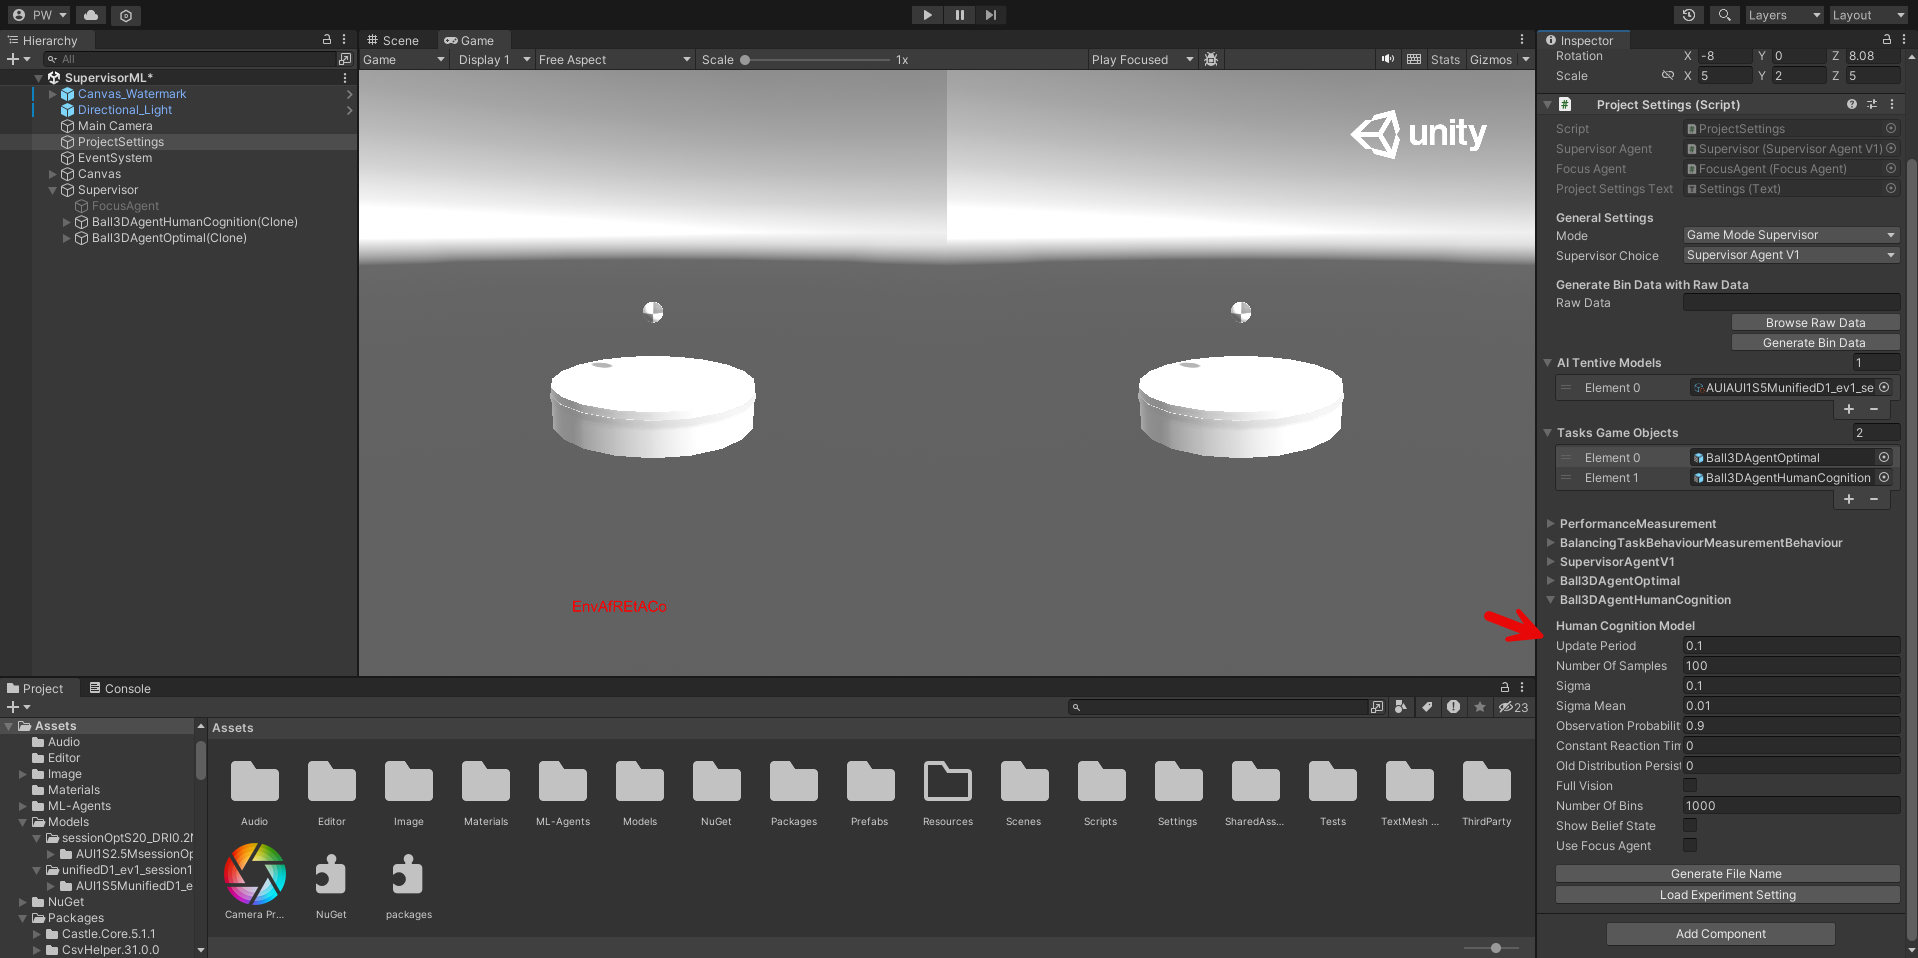 PW
Layers
Layout
Hierarchy
All
SupervisorML*
Canvas_Watermark
Directional_Light
Main Camera
ProjectSettings
EventSystem
Canvas
Supervisor
FocusAgent
Ball3DAgentHumanCognition(Clone)
Ball3DAgentOptimal(Clone)
Scene
Game
Game
Display 1
Free Aspect
Scale
1x
Play Focused
Stats
Gizmos
unity
EnvAfREtACo
Inspector
Rotation X -8 Y 0 Z 8.08
Scale X 5 Y 2 Z 5
Project Settings (Script)
Script ProjectSettings
Supervisor Agent Supervisor (Supervisor Agent V1)
Focus Agent FocusAgent (Focus Agent)
Project Settings Text Settings (Text)
General Settings
Mode Game Mode Supervisor
Supervisor Choice Supervisor Agent V1
Generate Bin Data with Raw Data
Raw Data
Browse Raw Data
Generate Bin Data
AI Tentive Models 1
Element 0 AUIAUI1S5MunifiedD1_ev1_se
Tasks Game Objects 2
Element 0 Ball3DAgentOptimal
Element 1 Ball3DAgentHumanCognition
PerformanceMeasurement
BalancingTaskBehaviourMeasurementBehaviour
SupervisorAgentV1
Ball3DAgentOptimal
Ball3DAgentHumanCognition
Human Cognition Model
Update Period 0.1
Number Of Samples 100
Sigma 0.1
Sigma Mean 0.01
Observation Probabilit 0.9
Constant Reaction Tim 0
Old Distribution Persist 0
Full Vision
Number Of Bins 1000
Show Belief State
Use Focus Agent
Generate File Name
Load Experiment Setting
Add Component
Project
Console
23
Assets
Audio
Editor
Image
Materials
ML-Agents
Models
sessionOptS20_DRI0.2N
AUI1S2.5MsessionOp
unifiedD1_ev1_session1
AUI1S5MunifiedD1_e
NuGet
Packages
Castle.Core.5.1.1
CsvHelper.31.0.0
Assets
Audio
Editor
Image
Materials
ML-Agents
Models
NuGet
Packages
Prefabs
Resources
Scenes
Scripts
Settings
SharedAss...
Tests
TextMesh ...
ThirdParty
Camera Pr...
NuGet
packages